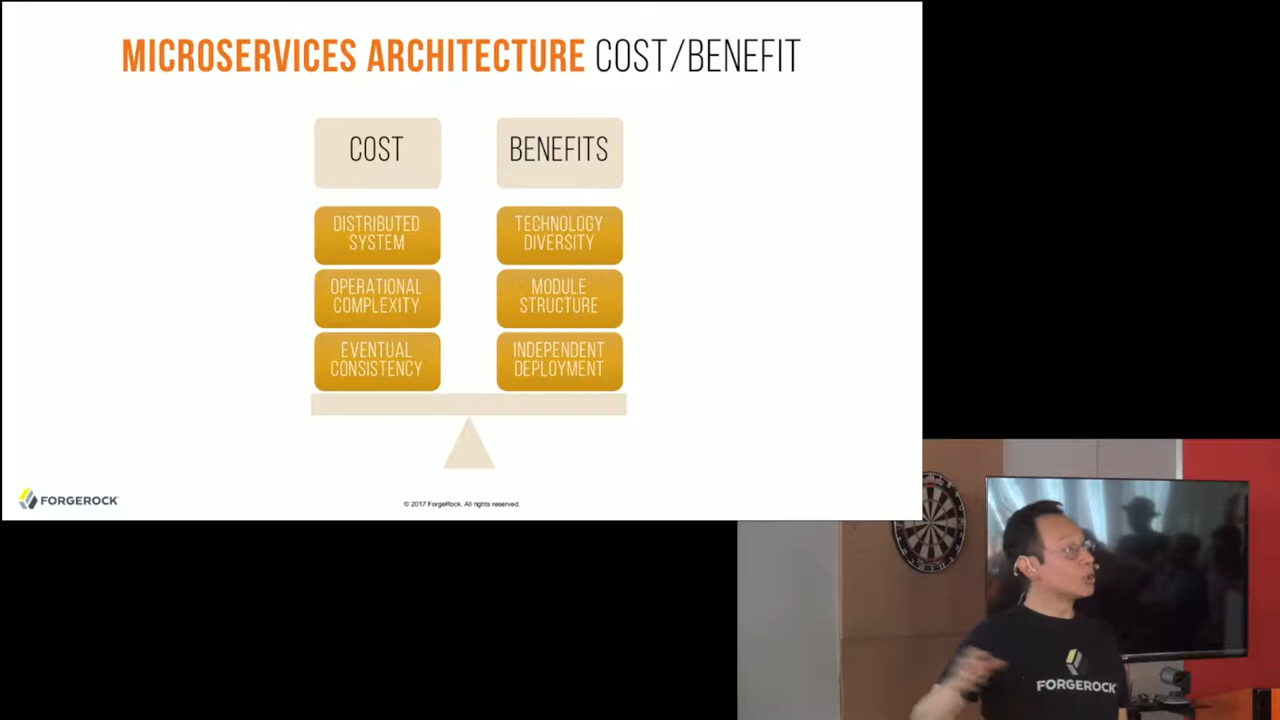 MICROSERVICES ARCHITECTURE COST/BENEFIT
COST
BENEFITS
DISTRIBUTED
SYSTEM
TECHNOLOGY
DIVERSITY
OPERATIONAL
COMPLEXITY
MODULE
STRUCTURE
EVENTUAL
CONSISTENCY
INDEPENDENT
DEPLOYMENT
FORGEROCK
© 2017 ForgeRock. All rights reserved.
FORGEROCK